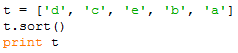 t = ['d', 'c', 'e', 'b', 'a']
t.sort()
print t